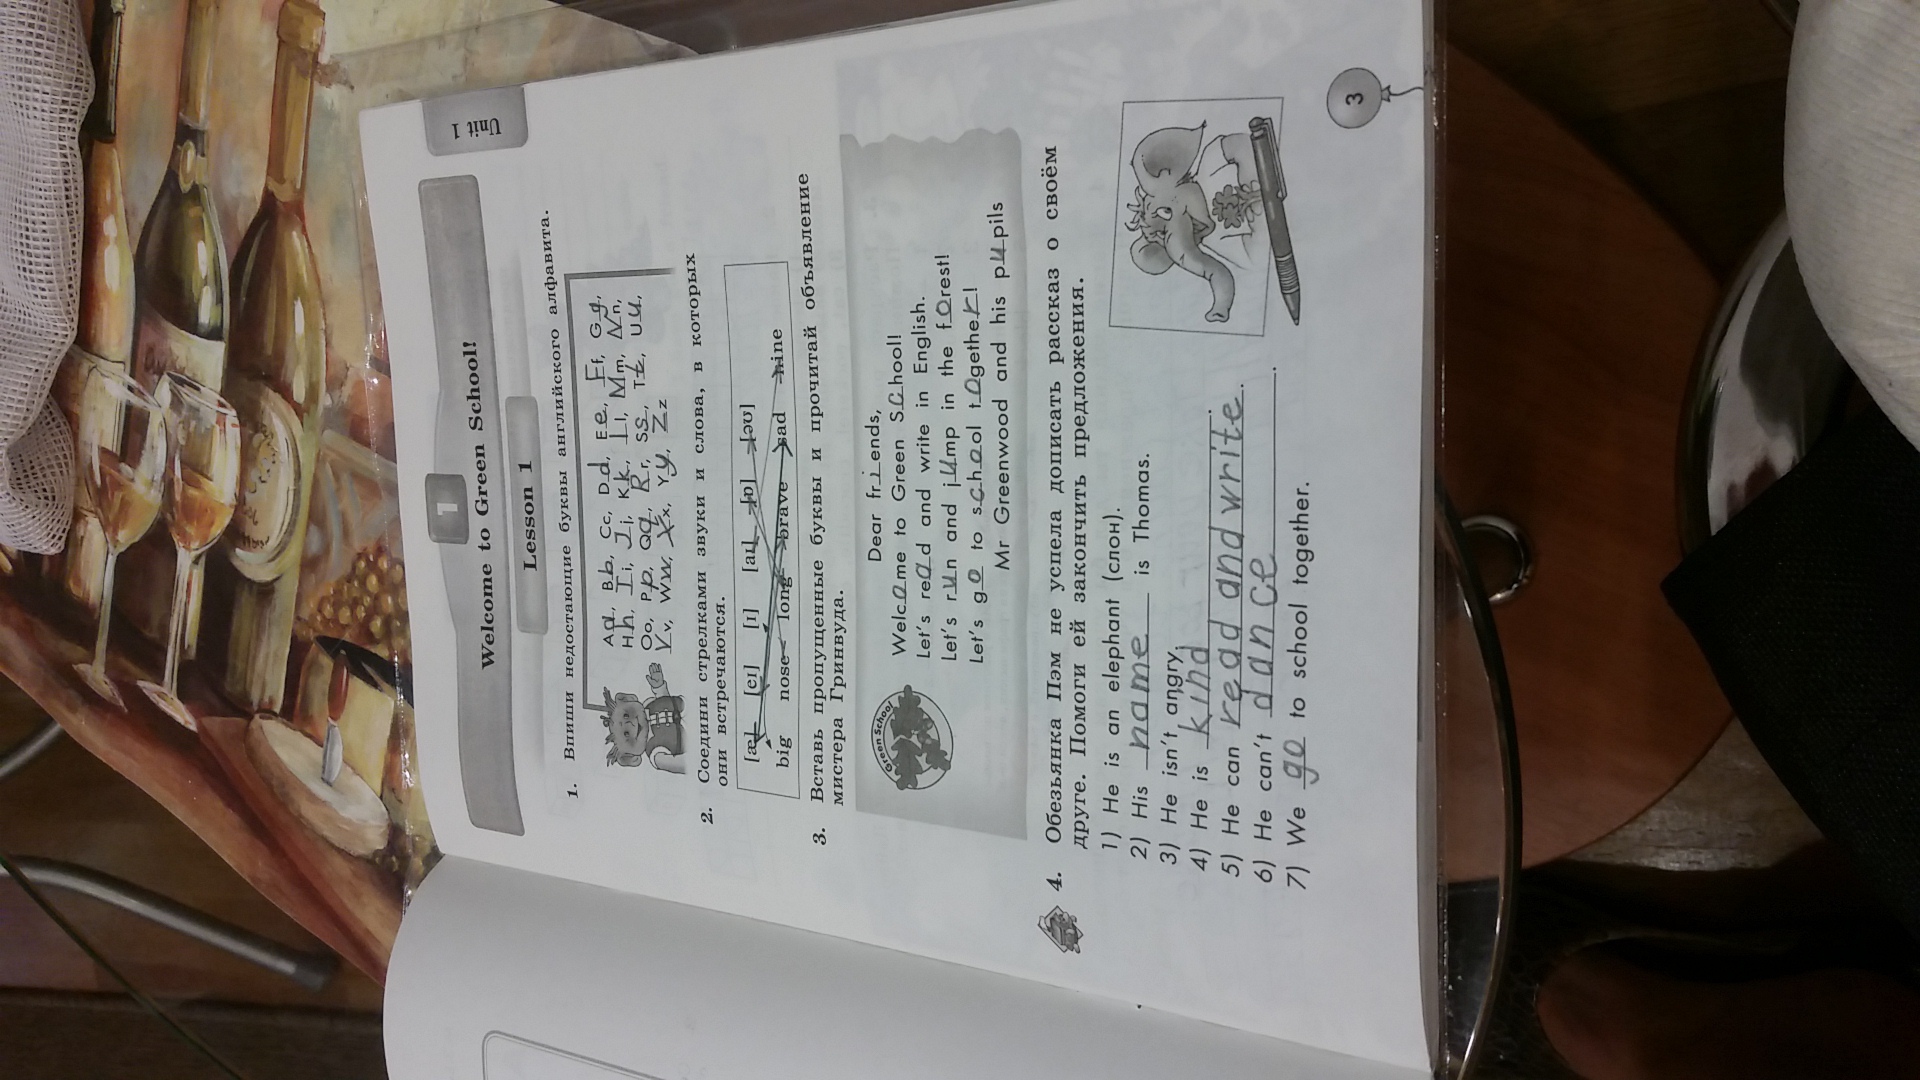 Unit 1
1
Welcome to Green School!
Lesson 1
1. Впиши недостающие буквы английского алфавита.
Aa, Bb, Cc, Dd, Ee, Ff, Gg,
Hh, Ii, Jj, Kk, Ll, Mm, Nn,
Oo, Pp, Qq, Rr, Ss, Tt, Uu,
Vv, Ww, Xx, Yy, Zz
2. Соедини стрелками звуки и слова, в которых
они встречаются.
[æ] [eɪ] [ɪ] [aɪ] [ɒ] [əʊ]
big nose long brave sad nine
3. Вставь пропущенные буквы и прочитай объявление
мистера Гринвуда.
Green School
Dear friends,
Welcome to Green School!
Let's read and write in English.
Let's run and jump in the forest!
Let's go to school together!
Mr Greenwood and his pupils
4. Обезьянка Пэм не успела дописать рассказ о своём
друге. Помоги ей закончить предложения.
1) He is an elephant (слон).
2) His name is Thomas.
3) He isn't angry.
4) He is kind.
5) He can read and write.
6) He can't dance.
7) We go to school together.
3